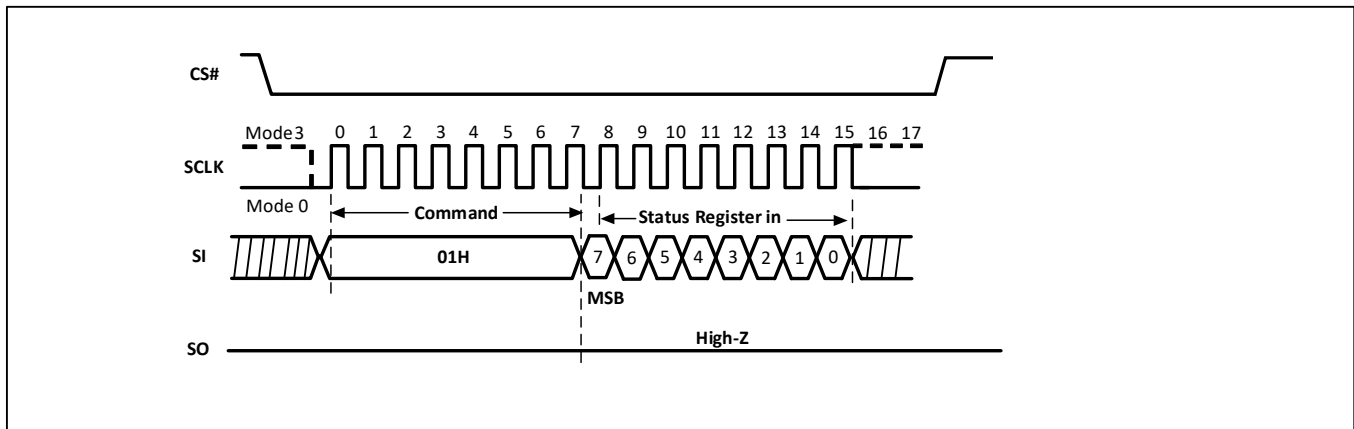 CS#
Mode3 0 1 2 3 4 5 6 7 8 9 10 11 12 13 14 15 16 17
SCLK
Mode 0 Command Status Register in
SI 01H 7 6 5 4 3 2 1 0
MSB
High-Z
SO